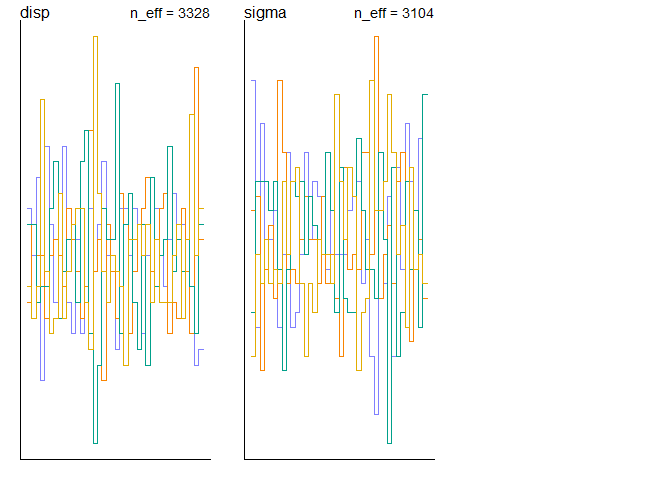 disp n_eff = 3328
sigma n_eff = 3104